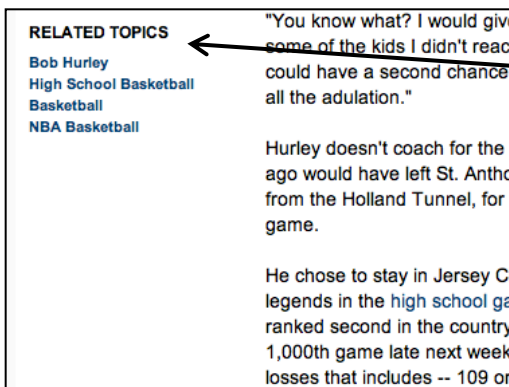 RELATED TOPICS
Bob Hurley
High School Basketball
Basketball
NBA Basketball
"You know what? I would give
some of the kids I didn't reac
could have a second chance
all the adulation."
Hurley doesn't coach for the
ago would have left St. Antho
from the Holland Tunnel, for
game.
He chose to stay in Jersey C
legends in the high school ga
ranked second in the country
1,000th game late next week
losses that includes -- 109 or